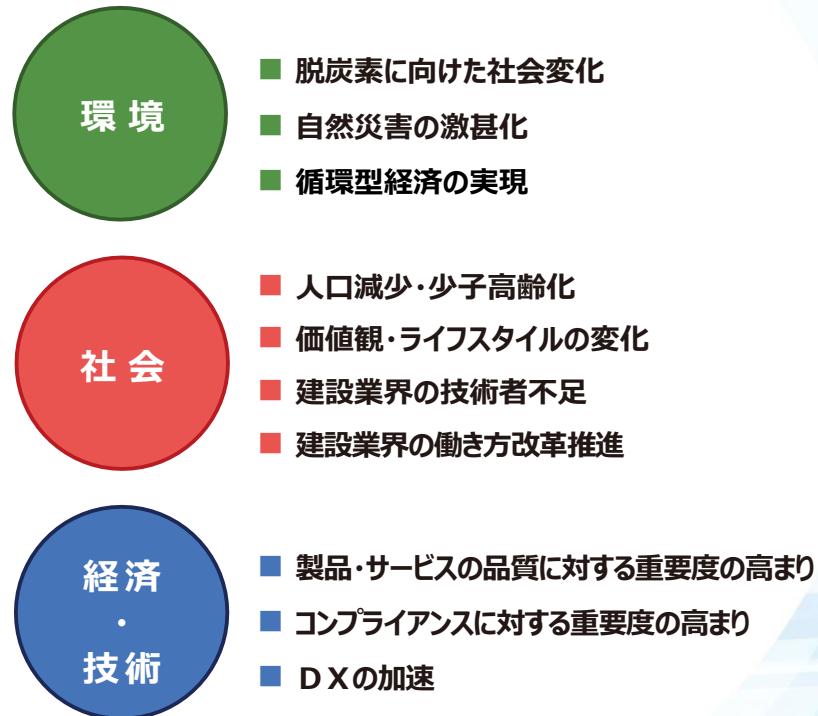 環境
■ 脱炭素に向けた社会変化
■ 自然災害の激甚化
■ 循環型経済の実現
社会
■ 人口減少・少子高齢化
■ 価値観・ライフスタイルの変化
■ 建設業界の技術者不足
■ 建設業界の働き方改革推進
経済
・
技術
■ 製品・サービスの品質に対する重要度の高まり
■ コンプライアンスに対する重要度の高まり
■ ＤＸの加速